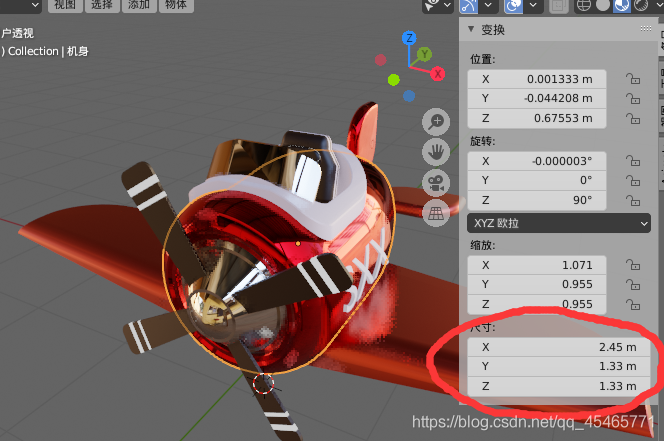 视图 选择 添加 物体
户透视
) Collection | 机身
Z
Y
X
变换
位置:
X 0.001333 m
Y -0.044208 m
Z 0.67553 m
旋转:
X -0.000003°
Y 0°
Z 90°
XYZ 欧拉
缩放:
X 1.071
Y 0.955
Z 0.955
尺寸:
X 2.45 m
Y 1.33 m
Z 1.33 m
https://blog.csdn.net/qq_45465771